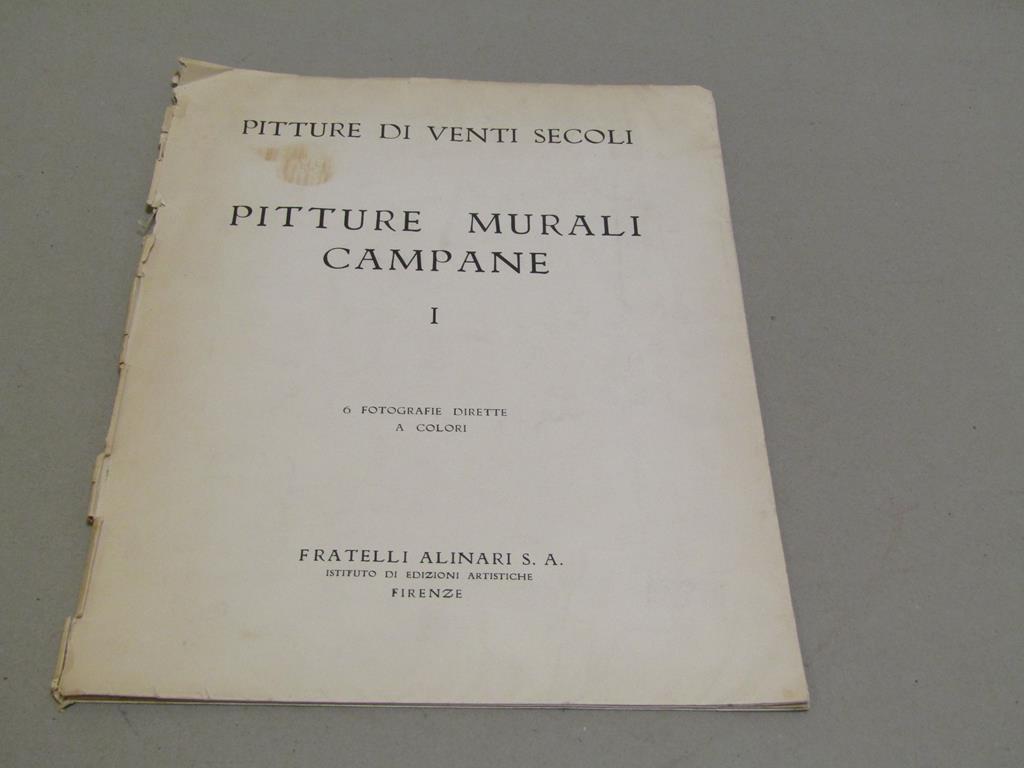 PITTURE DI VENTI SECOLI
PITTURE MURALI
CAMPANE
I
6 FOTOGRAFIE DIRETTE
A COLORI
FRATELLI ALINARI S. A.
ISTITUTO DI EDIZIONI ARTISTICHE
FIRENZE